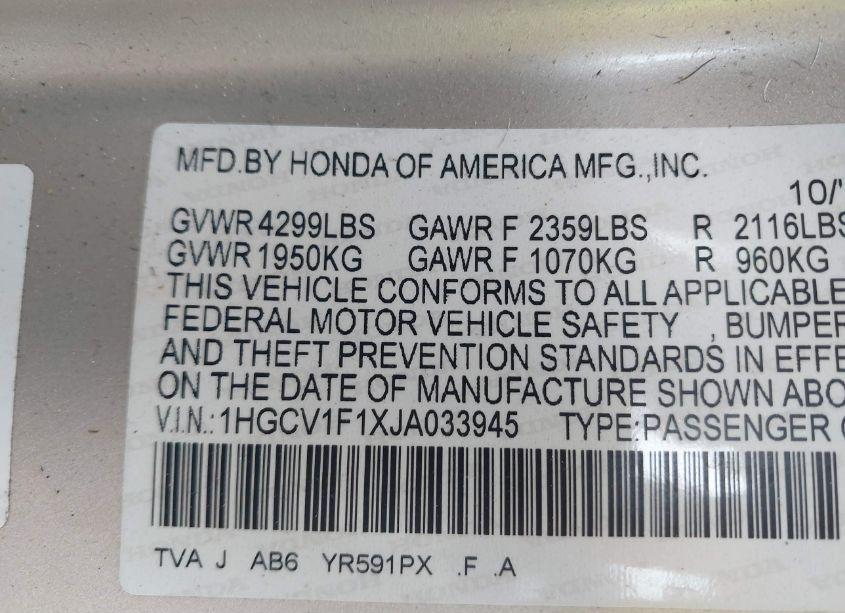 MFD.BY HONDA OF AMERICA MFG.,INC.
10/'
GVWR 4299LBS GAWR F 2359LBS R 2116LBS
GVWR 1950KG GAWR F 1070KG R 960KG
THIS VEHICLE CONFORMS TO ALL APPLICABLE
FEDERAL MOTOR VEHICLE SAFETY , BUMPER
AND THEFT PREVENTION STANDARDS IN EFFE
ON THE DATE OF MANUFACTURE SHOWN ABO
V.I.N.:1HGCV1F1XJA033945 TYPE:PASSENGER C
TVA J AB6 YR591PX .F .A